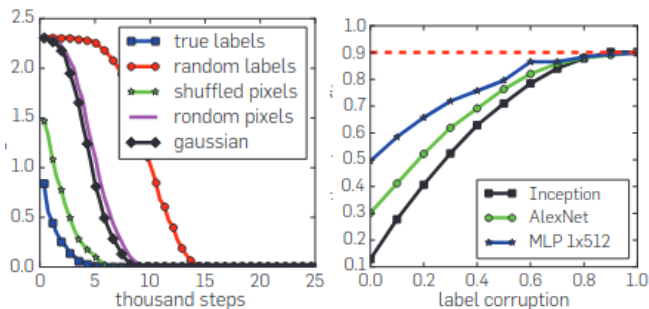 2.5
2.0
1.5
1.0
0.5
0.0
true labels
random labels
shuffled pixels
rondom pixels
gaussian
0 5 10 15 20 25
thousand steps
1.0
0.9
0.8
0.7
0.6
0.5
0.4
0.3
0.2
0.1
Inception
AlexNet
MLP 1x512
0.0 0.2 0.4 0.6 0.8 1.0
label corruption